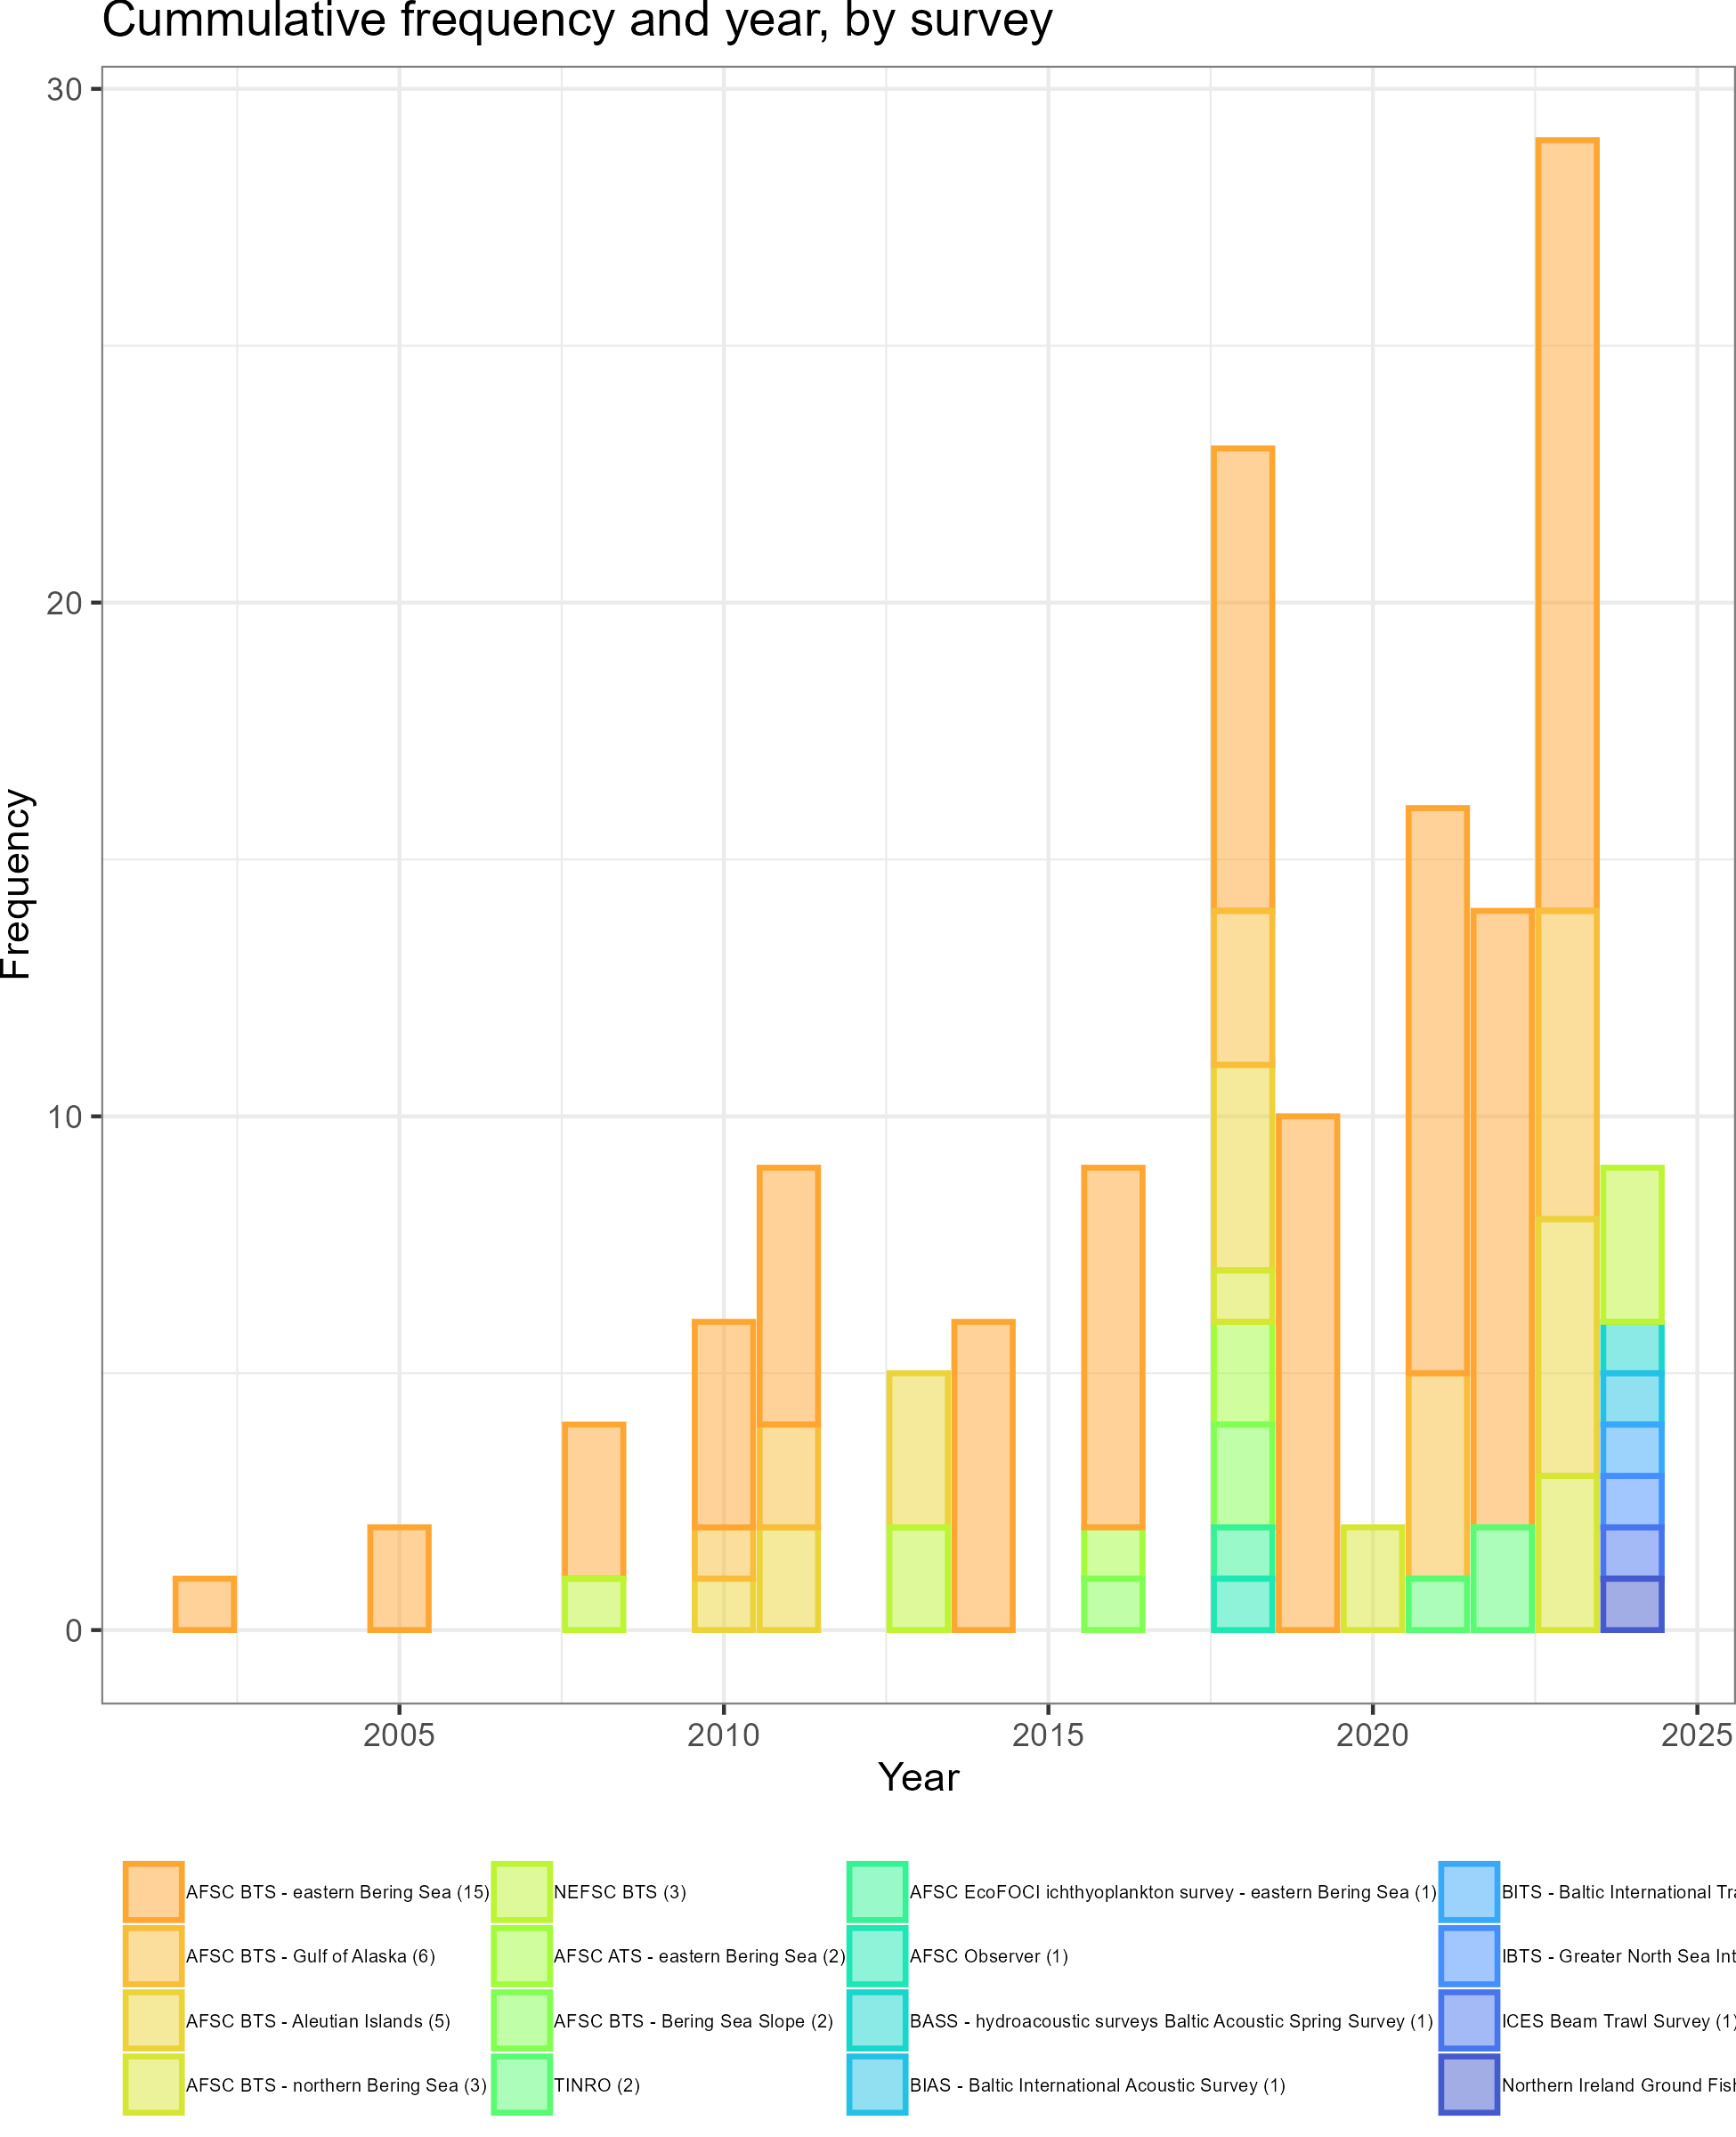 Cummulative frequency and year, by survey
30
20
10
0
Frequency
2005 2010 2015 2020 2025
Year
AFSC BTS - eastern Bering Sea (15)
AFSC BTS - Gulf of Alaska (6)
AFSC BTS - Aleutian Islands (5)
AFSC BTS - northern Bering Sea (3)
NEFSC BTS (3)
AFSC ATS - eastern Bering Sea (2)
AFSC BTS - Bering Sea Slope (2)
TINRO (2)
AFSC EcoFOCI ichthyoplankton survey - eastern Bering Sea (1)
AFSC Observer (1)
BASS - hydroacoustic surveys Baltic Acoustic Spring Survey (1)
BIAS - Baltic International Acoustic Survey (1)
BITS - Baltic International
IBTS - Greater North Sea
ICES Beam Trawl Survey (1)
Northern Ireland Ground